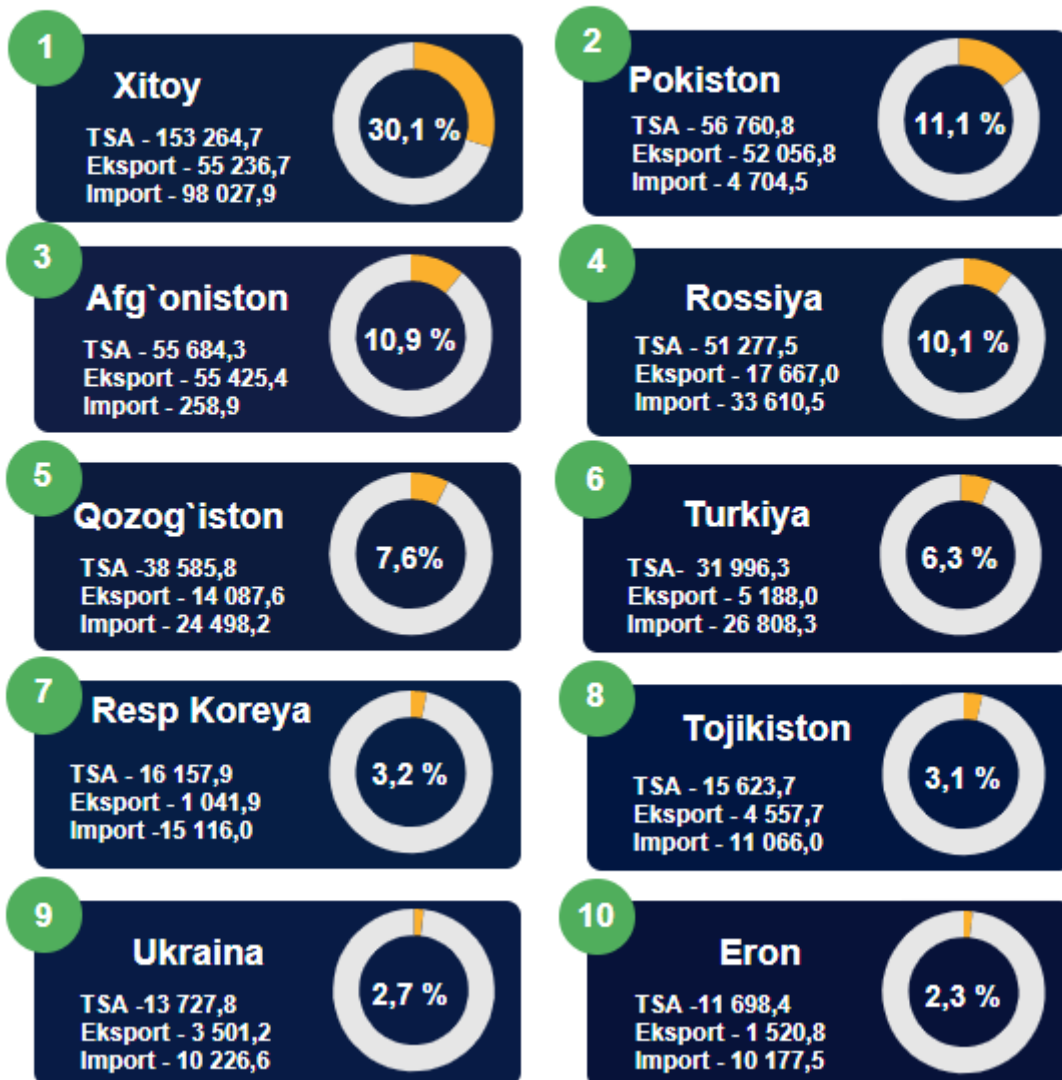 1
Xitoy
TSA - 153 264,7
Eksport - 55 236,7
Import - 98 027,9
30,1 %
2
Pokiston
TSA - 56 760,8
Eksport - 52 056,8
Import - 4 704,5
11,1 %
3
Afg`oniston
TSA - 55 684,3
Eksport - 55 425,4
Import - 258,9
10,9 %
4
Rossiya
TSA - 51 277,5
Eksport - 17 667,0
Import - 33 610,5
10,1 %
5
Qozog`iston
TSA -38 585,8
Eksport - 14 087,6
Import - 24 498,2
7,6%
6
Turkiya
TSA- 31 996,3
Eksport - 5 188,0
Import - 26 808,3
6,3 %
7
Resp Koreya
TSA - 16 157,9
Eksport - 1 041,9
Import -15 116,0
3,2 %
8
Tojikiston
TSA - 15 623,7
Eksport - 4 557,7
Import - 11 066,0
3,1 %
9
Ukraina
TSA -13 727,8
Eksport - 3 501,2
Import - 10 226,6
2,7 %
10
Eron
TSA -11 698,4
Eksport - 1 520,8
Import - 10 177,5
2,3 %